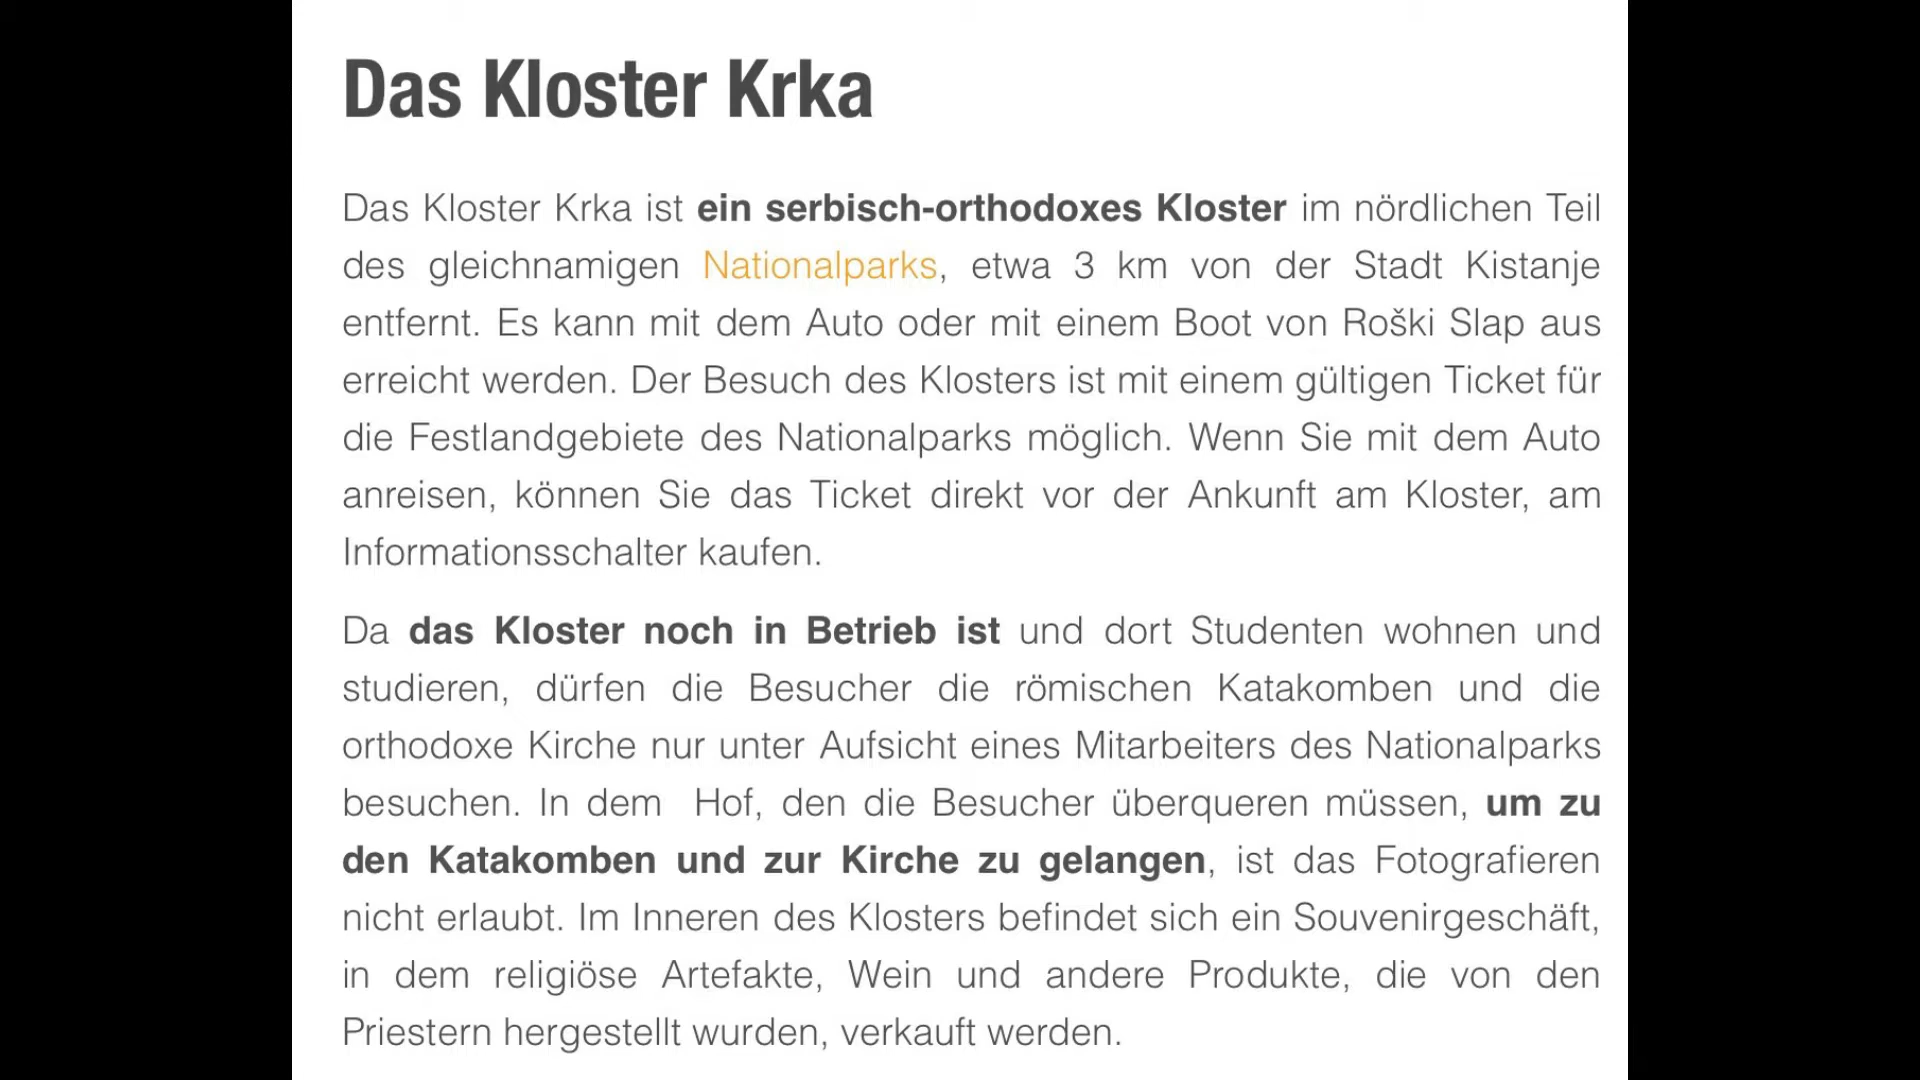 Das Kloster Krka
Das Kloster Krka ist ein serbisch-orthodoxes Kloster im nördlichen Teil
des gleichnamigen Nationalparks, etwa 3 km von der Stadt Kistanje
entfernt. Es kann mit dem Auto oder mit einem Boot von Roški Slap aus
erreicht werden. Der Besuch des Klosters ist mit einem gültigen Ticket für
die Festlandgebiete des Nationalparks möglich. Wenn Sie mit dem Auto
anreisen, können Sie das Ticket direkt vor der Ankunft am Kloster, am
Informationsschalter kaufen.
Da das Kloster noch in Betrieb ist und dort Studenten wohnen und
studieren, dürfen die Besucher die römischen Katakomben und die
orthodoxe Kirche nur unter Aufsicht eines Mitarbeiters des Nationalparks
besuchen. In dem Hof, den die Besucher überqueren müssen, um zu
den Katakomben und zur Kirche zu gelangen, ist das Fotografieren
nicht erlaubt. Im Inneren des Klosters befindet sich ein Souvenirgeschäft,
in dem religiöse Artefakte, Wein und andere Produkte, die von den
Priestern hergestellt wurden, verkauft werden.